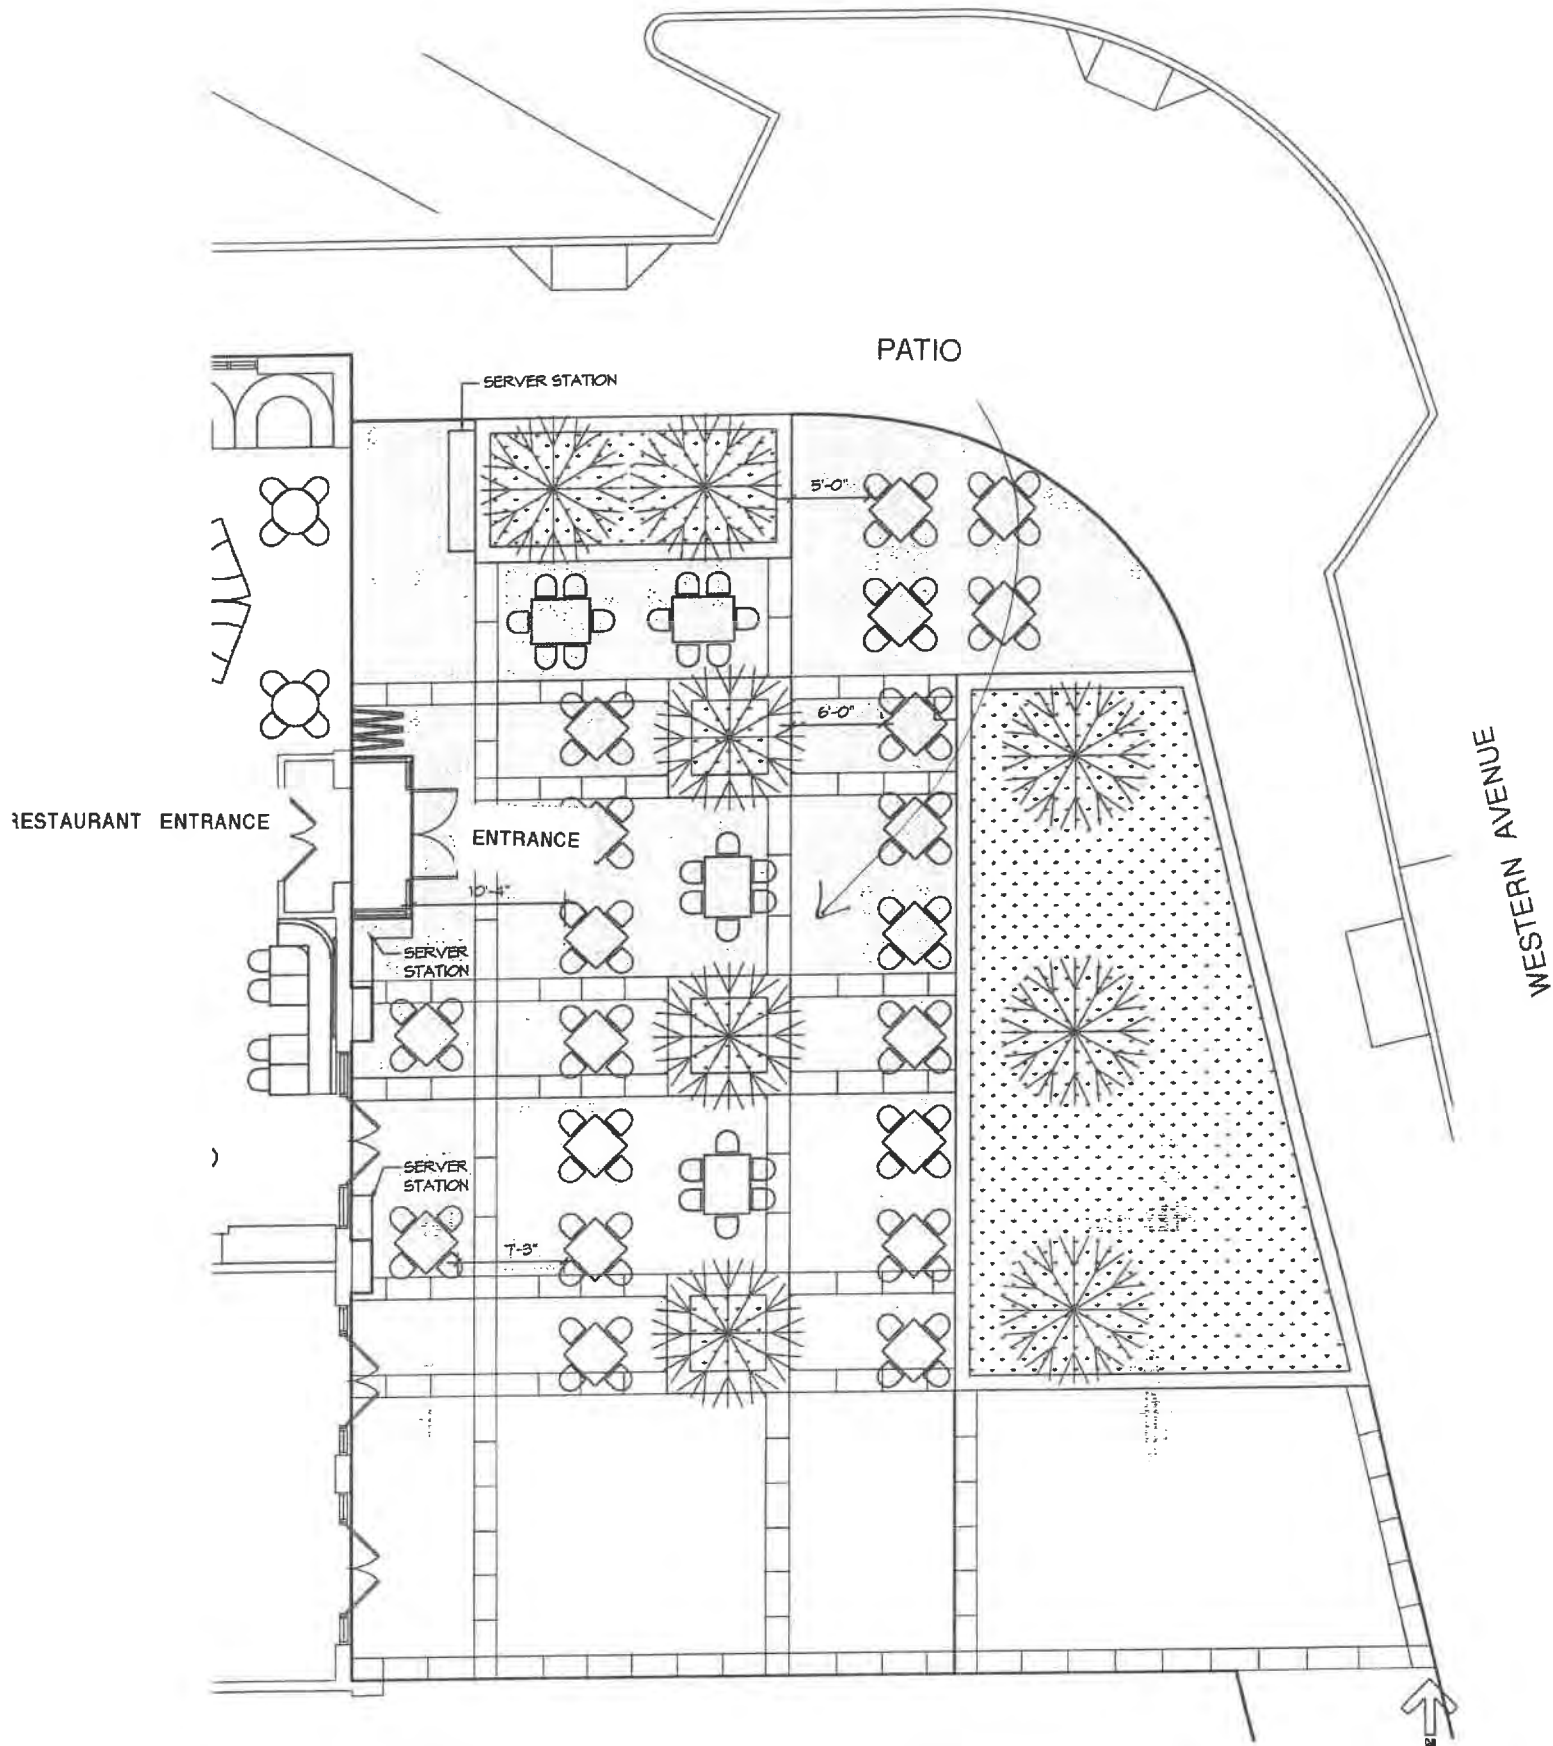 PATIO
SERVER STATION
5'-0"
6'-0"
WESTERN AVENUE
RESTAURANT ENTRANCE
ENTRANCE
10'-4"
SERVER
STATION
SERVER
STATION
7'-3"